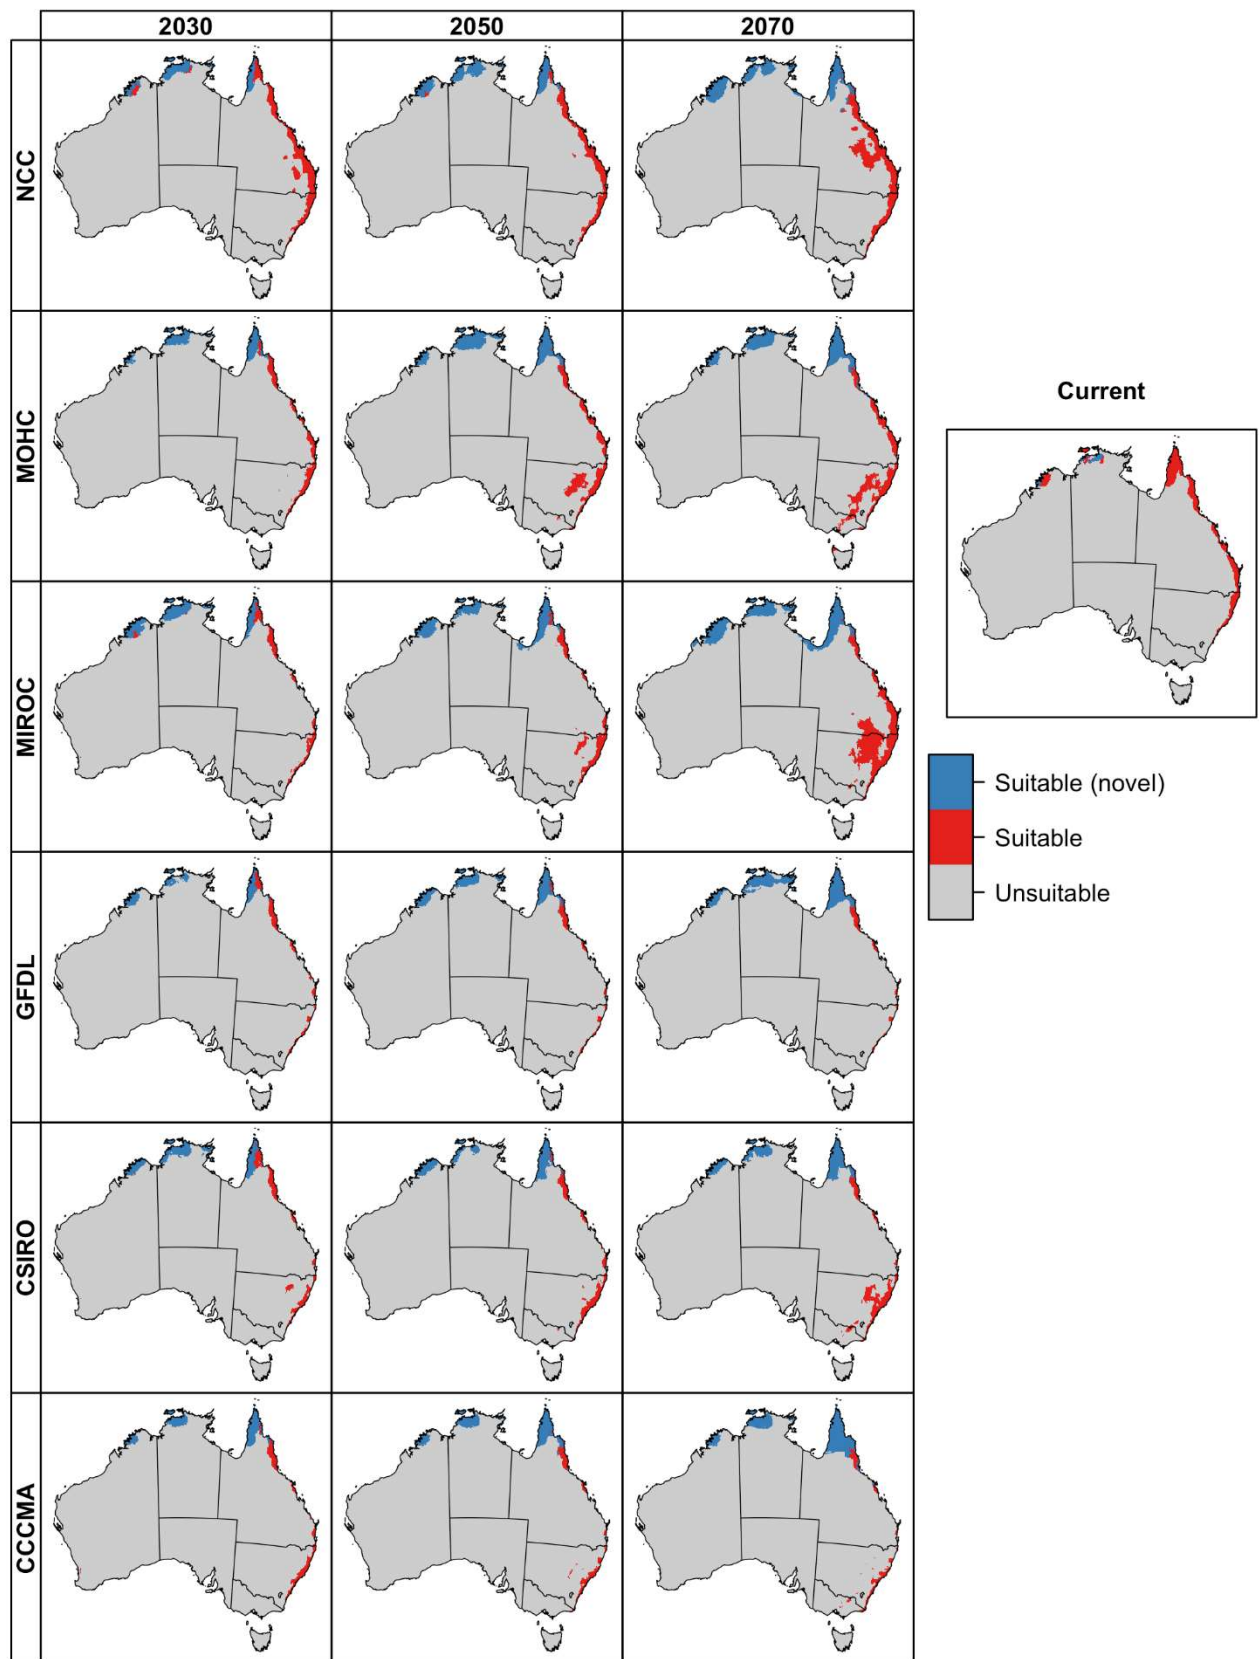 2030
2050
2070
NCC
MOHC
Current
MIROC
Suitable (novel)
Suitable
Unsuitable
GFDL
CSIRO
CCCMA